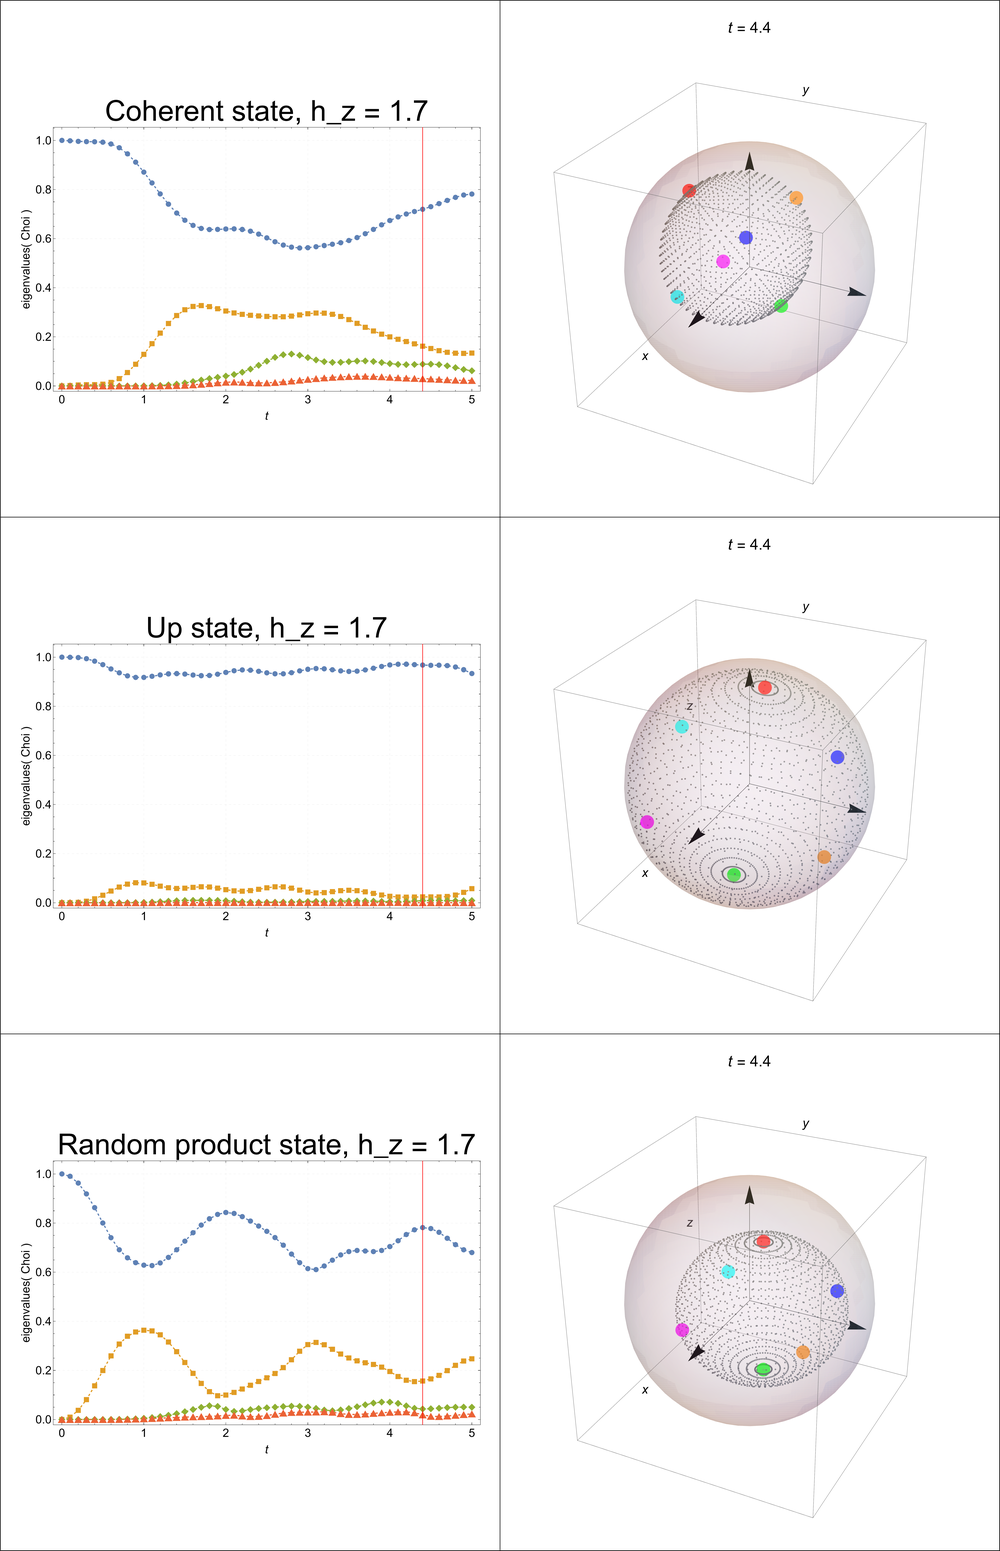 Coherent state, h_z = 1.7
eigenvalues( Choi )
1.0
0.8
0.6
0.4
0.2
0.0
0 1 2 3 4 5
t
t = 4.4
y
x
Up state, h_z = 1.7
eigenvalues( Choi )
1.0
0.8
0.6
0.4
0.2
0.0
0 1 2 3 4 5
t
t = 4.4
y
z
x
Random product state, h_z = 1.7
eigenvalues( Choi )
1.0
0.8
0.6
0.4
0.2
0.0
0 1 2 3 4 5
t
t = 4.4
y
z
x